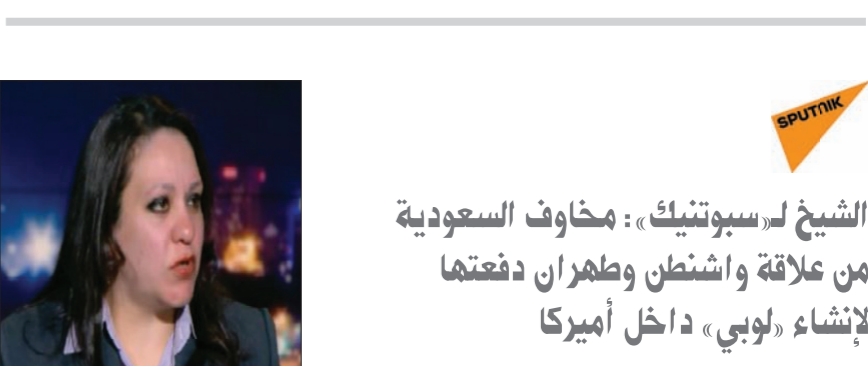 SPUTNIK
الشيخ لـ«سبوتنيك»: مخاوف السعودية
من علاقة واشنطن وطهران دفعتها
لإنشاء «لوبي» داخل أميركا